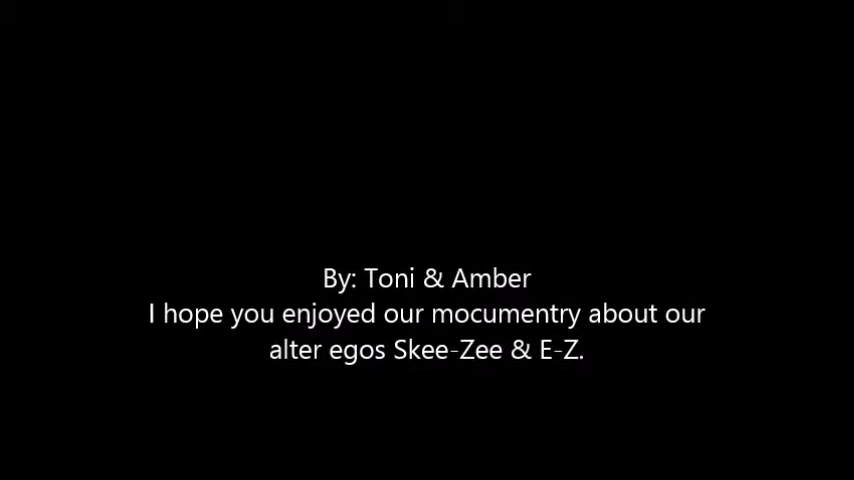 By: Toni & Amber
I hope you enjoyed our mocumentry about our
alter egos Skee-Zee & E-Z.